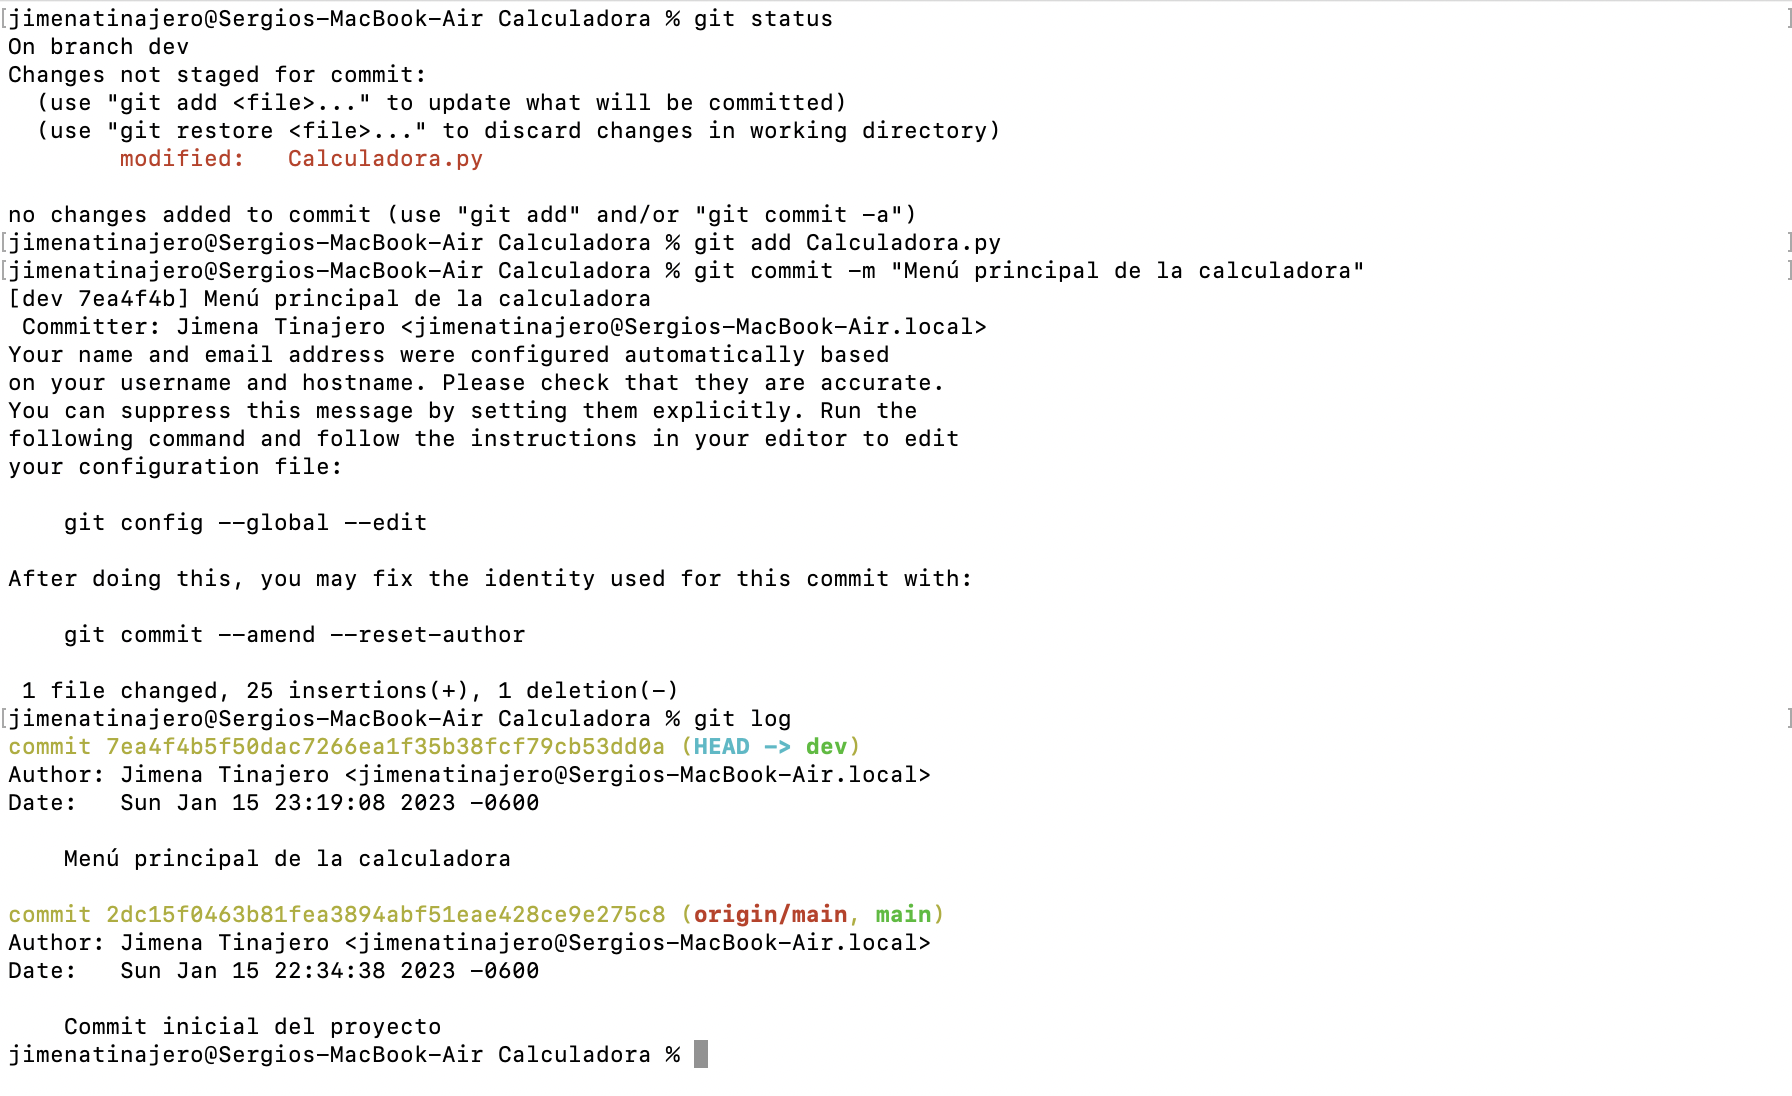 [jimenatinajero@Sergios-MacBook-Air Calculadora % git status ]
On branch dev
Changes not staged for commit:
  (use "git add <file>..." to update what will be committed)
  (use "git restore <file>..." to discard changes in working directory)
        modified:   Calculadora.py

no changes added to commit (use "git add" and/or "git commit -a")
[jimenatinajero@Sergios-MacBook-Air Calculadora % git add Calculadora.py ]
[jimenatinajero@Sergios-MacBook-Air Calculadora % git commit -m "Menú principal de la calculadora" ]
[dev 7ea4f4b] Menú principal de la calculadora
 Committer: Jimena Tinajero <jimenatinajero@Sergios-MacBook-Air.local>
Your name and email address were configured automatically based
on your username and hostname. Please check that they are accurate.
You can suppress this message by setting them explicitly. Run the
following command and follow the instructions in your editor to edit
your configuration file:

    git config --global --edit

After doing this, you may fix the identity used for this commit with:

    git commit --amend --reset-author

 1 file changed, 25 insertions(+), 1 deletion(-)
[jimenatinajero@Sergios-MacBook-Air Calculadora % git log ]
commit 7ea4f4b5f50dac7266ea1f35b38fcf79cb53dd0a (HEAD -> dev)
Author: Jimena Tinajero <jimenatinajero@Sergios-MacBook-Air.local>
Date:   Sun Jan 15 23:19:08 2023 -0600

    Menú principal de la calculadora

commit 2dc15f0463b81fea3894abf51eae428ce9e275c8 (origin/main, main)
Author: Jimena Tinajero <jimenatinajero@Sergios-MacBook-Air.local>
Date:   Sun Jan 15 22:34:38 2023 -0600

    Commit inicial del proyecto
jimenatinajero@Sergios-MacBook-Air Calculadora %